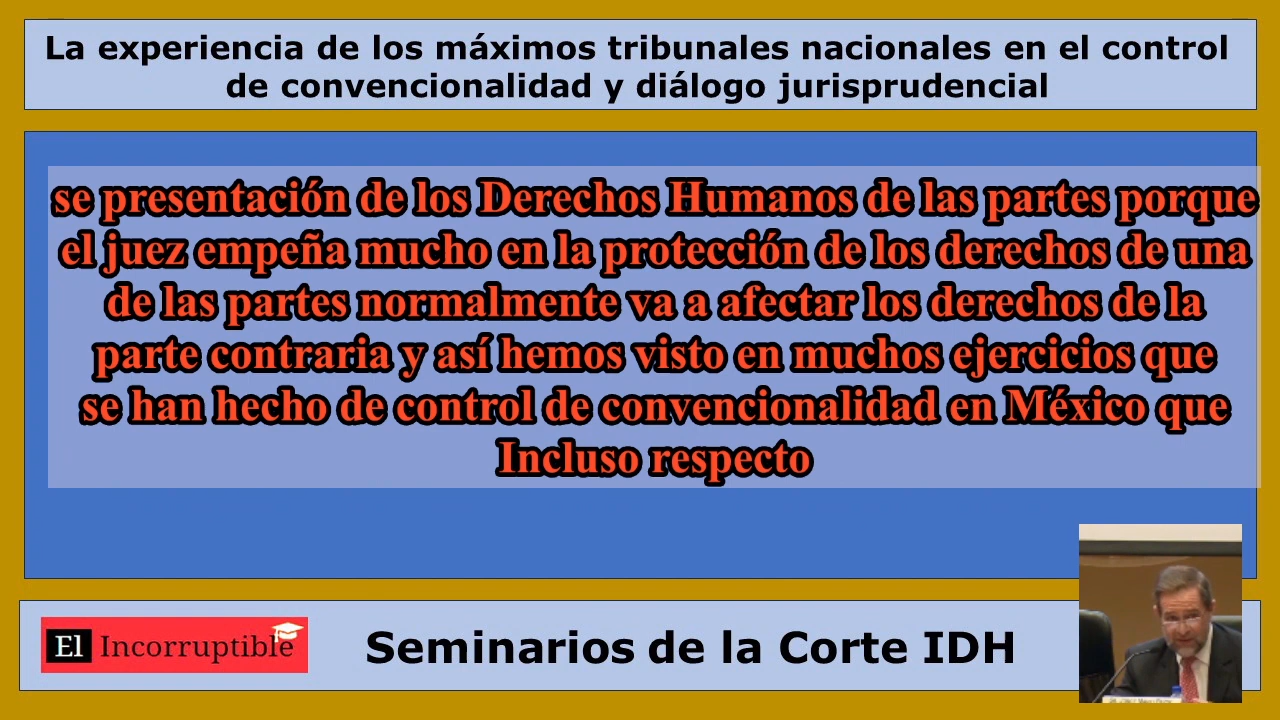 La experiencia de los máximos tribunales nacionales en el control
de convencionalidad y diálogo jurisprudencial
se presentación de los Derechos Humanos de las partes porque
el juez empeña mucho en la protección de los derechos de una
de las partes normalmente va a afectar los derechos de la
parte contraria y así hemos visto en muchos ejercicios que
se han hecho de control de convencionalidad en México que
Incluso respecto
El Incorruptible
Seminarios de la Corte IDH